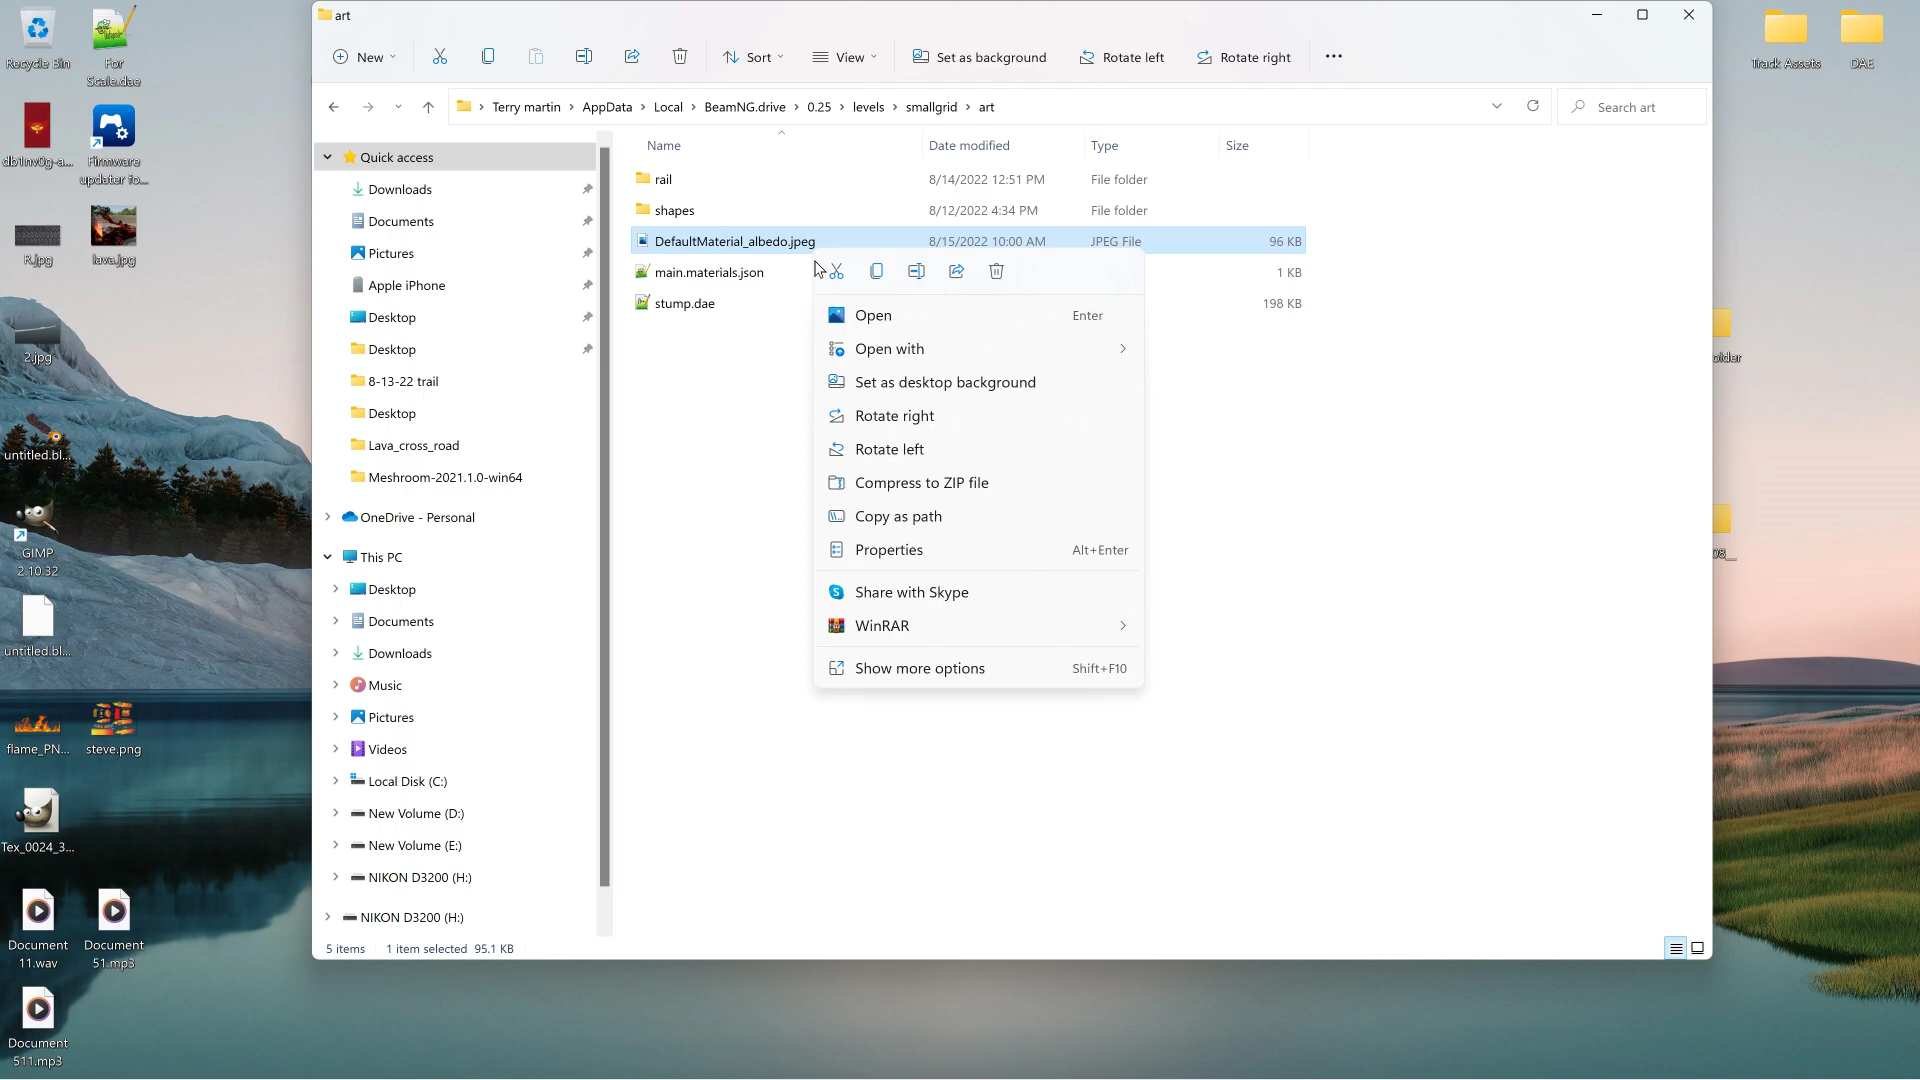 art
New
Sort
View
Set as background
Rotate left
Rotate right
Terry martin > AppData > Local > BeamNG.drive > 0.25 > levels > smallgrid > art
Search art
Name
Date modified
Type
Size
rail
8/14/2022 12:51 PM
File folder
shapes
8/12/2022 4:34 PM
File folder
DefaultMaterial_albedo.jpeg
8/15/2022 10:00 AM
JPEG File
96 KB
main.materials.json
1 KB
stump.dae
198 KB
Open
Enter
Open with
Set as desktop background
Rotate right
Rotate left
Compress to ZIP file
Copy as path
Properties
Alt+Enter
Share with Skype
WinRAR
Show more options
Shift+F10
Quick access
Downloads
Documents
Pictures
Apple iPhone
Desktop
Desktop
8-13-22 trail
Desktop
Lava_cross_road
Meshroom-2021.1.0-win64
OneDrive - Personal
This PC
Desktop
Documents
Downloads
Music
Pictures
Videos
Local Disk (C:)
New Volume (D:)
New Volume (E:)
NIKON D3200 (H:)
NIKON D3200 (H:)
5 items
1 item selected 95.1 KB
Recycle Bin
For
Scale.dae
db1nv0g-a...
Firmware
updater fo...
R.jpg
lava.jpg
2.jpg
untitled.bl...
GIMP
2.10.32
untitled.bl...
flame_PN...
steve.png
Tex_0024_3...
Document
11.wav
Document
51.mp3
Document
511.mp3
Track Assets
DAE
older
08__